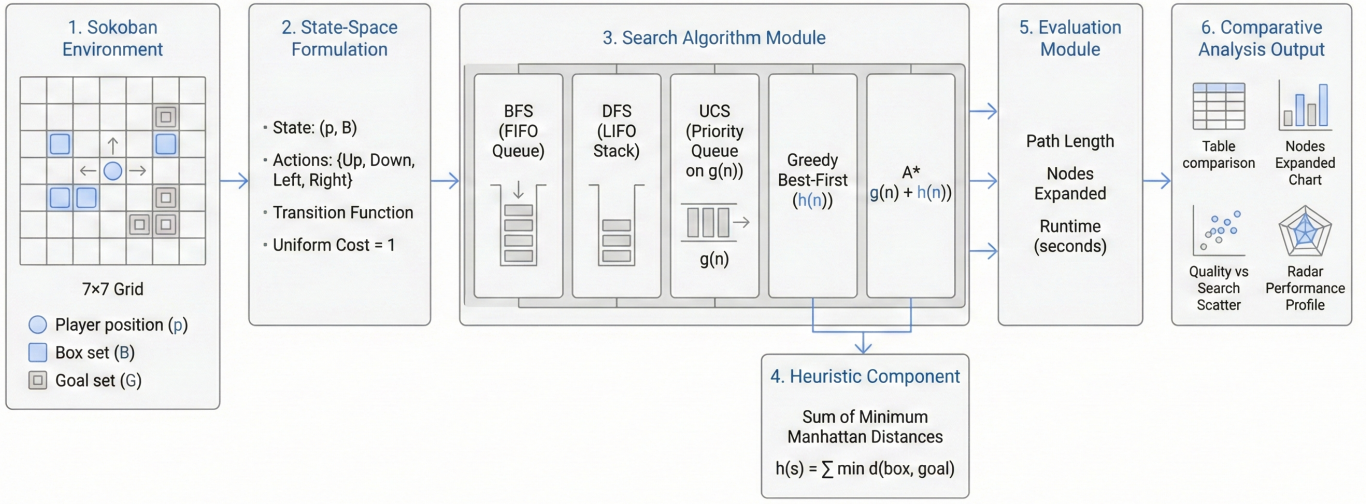 1. Sokoban
Environment
7×7 Grid
Player position (p)
Box set (B)
Goal set (G)
2. State-Space
Formulation
• State: (p, B)
• Actions: {Up, Down,
Left, Right}
• Transition Function
• Uniform Cost = 1
3. Search Algorithm Module
BFS
(FIFO
Queue)
DFS
(LIFO
Stack)
UCS
(Priority
Queue
on g(n))
g(n)
Greedy
Best-First
(h(n))
A*
g(n) + h(n))
4. Heuristic Component
Sum of Minimum
Manhattan Distances
h(s) = ∑ min d(box, goal)
5. Evaluation
Module
Path Length
Nodes
Expanded
Runtime
(seconds)
6. Comparative
Analysis Output
Table
comparison
Nodes
Expanded
Chart
Quality vs
Search
Scatter
Radar
Performance
Profile